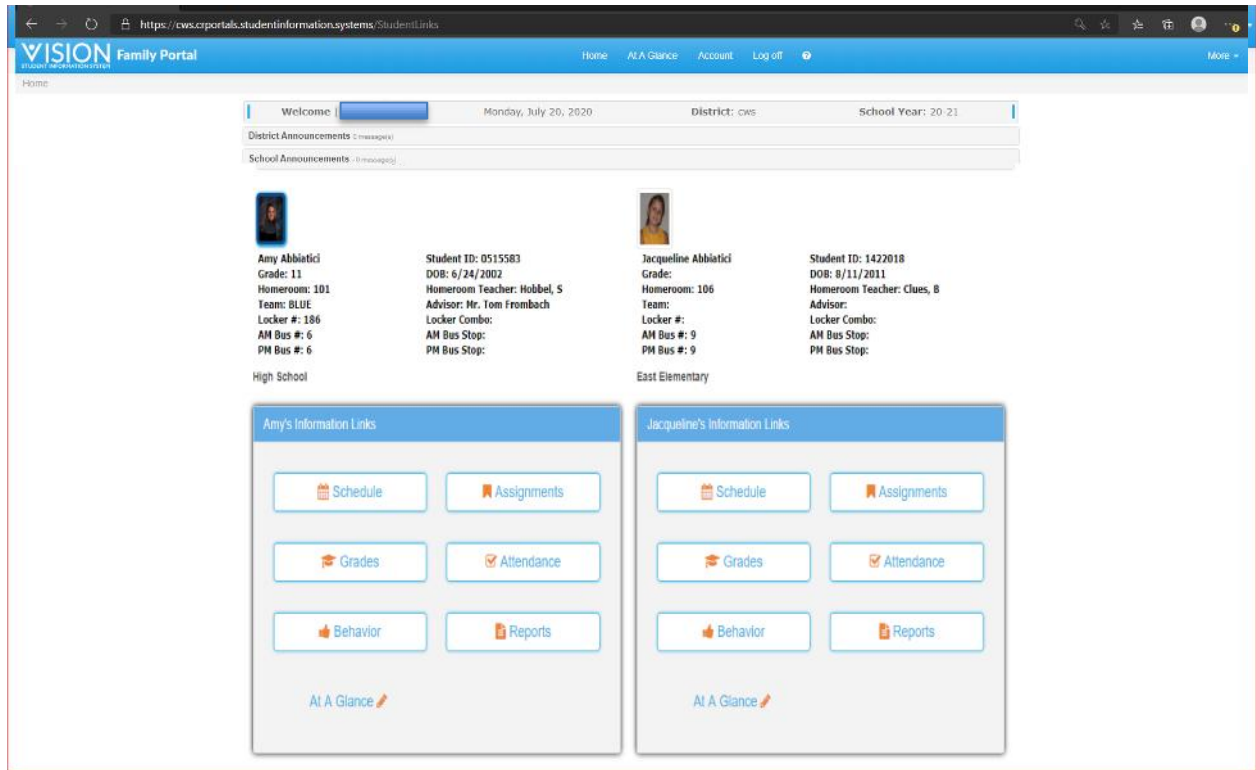 https://cws.crportals.studentinformation.systems/StudentLinks
VISION Family Portal
STUDENT INFORMATION SYSTEM
Home At A Glance Account Log off ?
More
Home
Welcome | Monday, July 20, 2020 District: cws School Year: 20-21
District Announcements message(s)
School Announcements - 0 message(s)
Amy Abbiatici Student ID: 0515583
Grade: 11 DOB: 6/24/2002
Homeroom: 101 Homeroom Teacher: Hobbel, S
Team: BLUE Advisor: Mr. Tom Frombach
Locker #: 186 Locker Combo:
AM Bus #: 6 AM Bus Stop:
PM Bus #: 6 PM Bus Stop:
High School
Jacqueline Abbiatici Student ID: 1422018
Grade: DOB: 8/11/2011
Homeroom: 106 Homeroom Teacher: Clues, B
Team: Advisor:
Locker #: Locker Combo:
AM Bus #: 9 AM Bus Stop:
PM Bus #: 9 PM Bus Stop:
East Elementary
Amy's Information Links
Schedule Assignments
Grades Attendance
Behavior Reports
At A Glance
Jacqueline's Information Links
Schedule Assignments
Grades Attendance
Behavior Reports
At A Glance